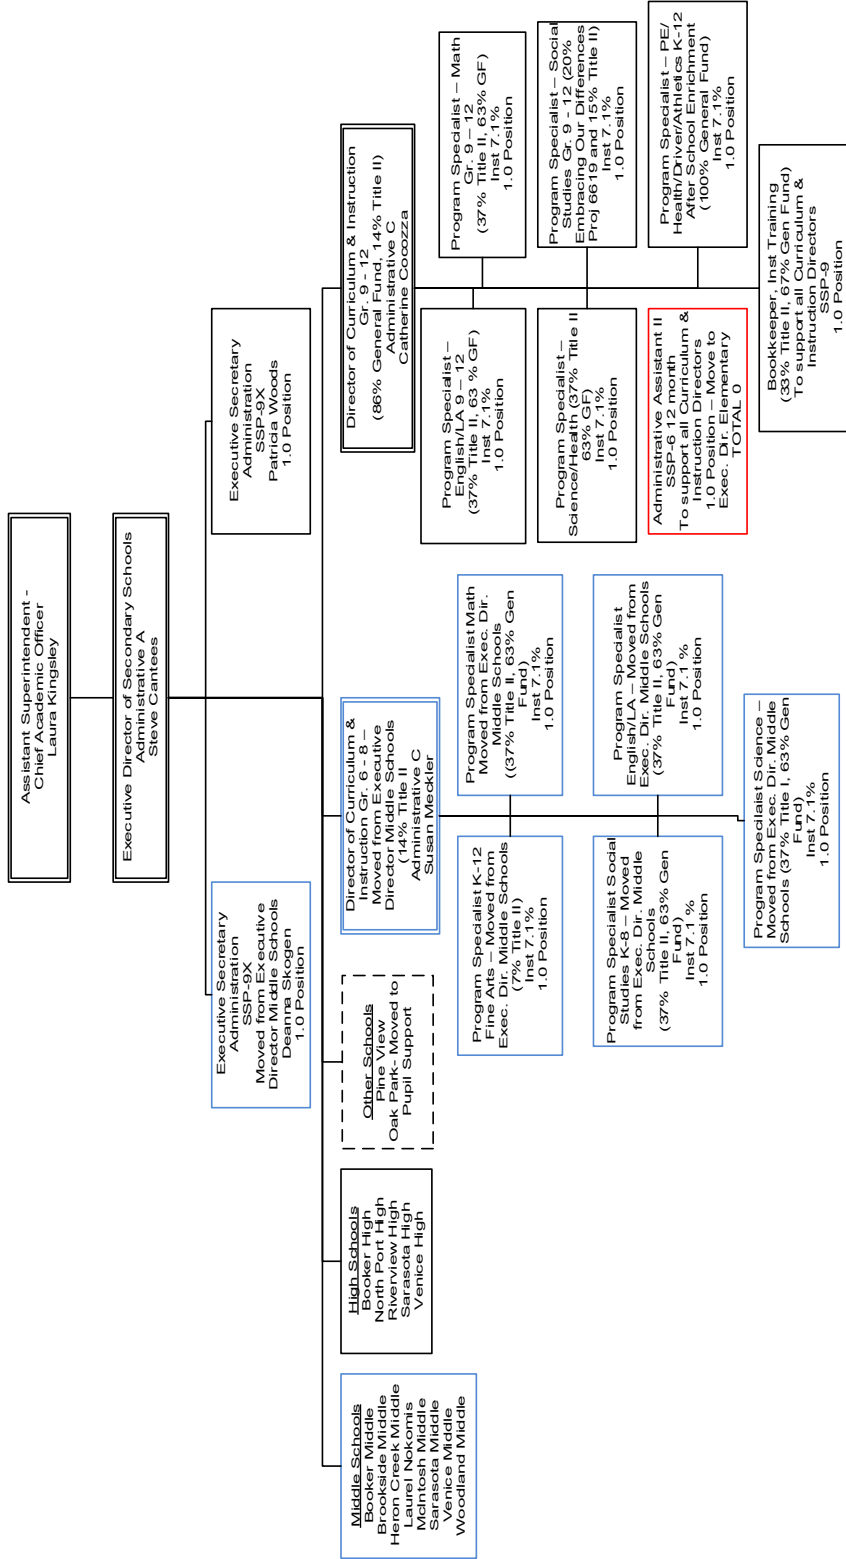 Assistant Superintendent -
Chief Academic Officer
Laura Kingsley
Executive Director of Secondary Schools
Administrative A
Steve Cantees
Executive Secretary
Administration
SSP-9X
Moved from Executive
Director Middle Schools
Deanna Skogen
1.0 Position
Executive Secretary
Administration
SSP-9X
Patricia Woods
1.0 Position
Middle Schools
Booker Middle
Brookside Middle
Heron Creek Middle
Laurel Nokomis
McIntosh Middle
Sarasota Middle
Venice Middle
Woodland Middle
High Schools
Booker High
North Port High
Riverview High
Sarasota High
Venice High
Other Schools
Pine View
Oak Park- Moved to
Pupil Support
Director of Curriculum &
Instruction Gr. 6 - 8 –
Moved from Executive
Director Middle Schools
(14% Title II
Administrative C
Susan Meckler
Director of Curriculum & Instruction
Gr. 9 - 12
(86% General Fund, 14% Title II)
Administrative C
Catherine Cocozza
Program Specialist K-12
Fine Arts – Moved from
Exec. Dir. Middle Schools
(7% Title II)
Inst 7.1%
1.0 Position
Program Specialist Math
Moved from Exec. Dir.
Middle Schools
((37% Title II, 63% Gen
Fund)
Inst 7.1%
1.0 Position
Program Specialist Social
Studies K-8 – Moved
from Exec. Dir. Middle
Schools
(37% Title II, 63% Gen
Fund)
Inst 7.1 %
1.0 Position
Program Specialist
English/LA – Moved from
Exec. Dir. Middle Schools
(37% Title II, 63% Gen
Fund)
Inst 7.1 %
1.0 Position
Program Speclaist Science –
Moved from Exec. Dir. Middle
Schools (37% Title I, 63% Gen
Fund)
Inst 7.1%
1.0 Position
Program Specialist –
English/LA 9 – 12
(37% Title II, 63 % GF)
Inst 7.1%
1.0 Position
Program Specialist – Math
Gr. 9 – 12
(37% Title II, 63% GF)
Inst 7.1%
1.0 Position
Program Specialist –
Science/Health (37% Title II
63% GF)
Inst 7.1%
1.0 Position
Program Specialist – Social
Studies Gr. 9 - 12 (20%
Embracing Our Differences
Proj 6619 and 15% Title II)
Inst 7.1%
1.0 Position
Administrative Assistant II
SSP-6 12 month
To support all Curriculum &
Instruction Directors
1.0 Position – Move to
Exec. Dir. Elementary
TOTAL 0
Program Specialist – PE/
Health/Driver/Athletics K-12
After School Enrichment
(100% General Fund)
Inst 7.1%
1.0 Position
Bookkeeper, Inst Training
(33% Title II, 67% Gen Fund)
To support all Curriculum &
Instruction Directors
SSP-9
1.0 Position